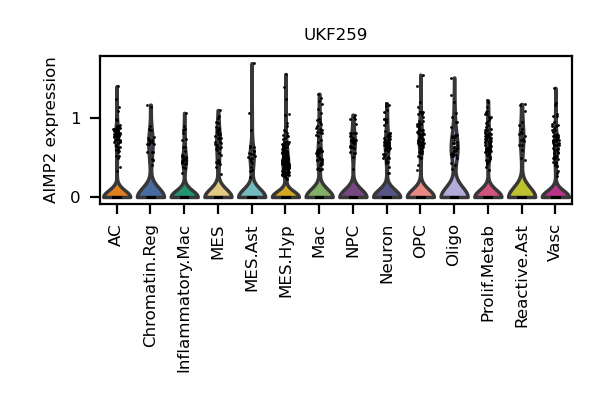 UKF259
AIMP2 expression
1
0
AC
Chromatin.Reg
Inflammatory.Mac
MES
MES.Ast
MES.Hyp
Mac
NPC
Neuron
OPC
Oligo
Prolif.Metab
Reactive.Ast
Vasc